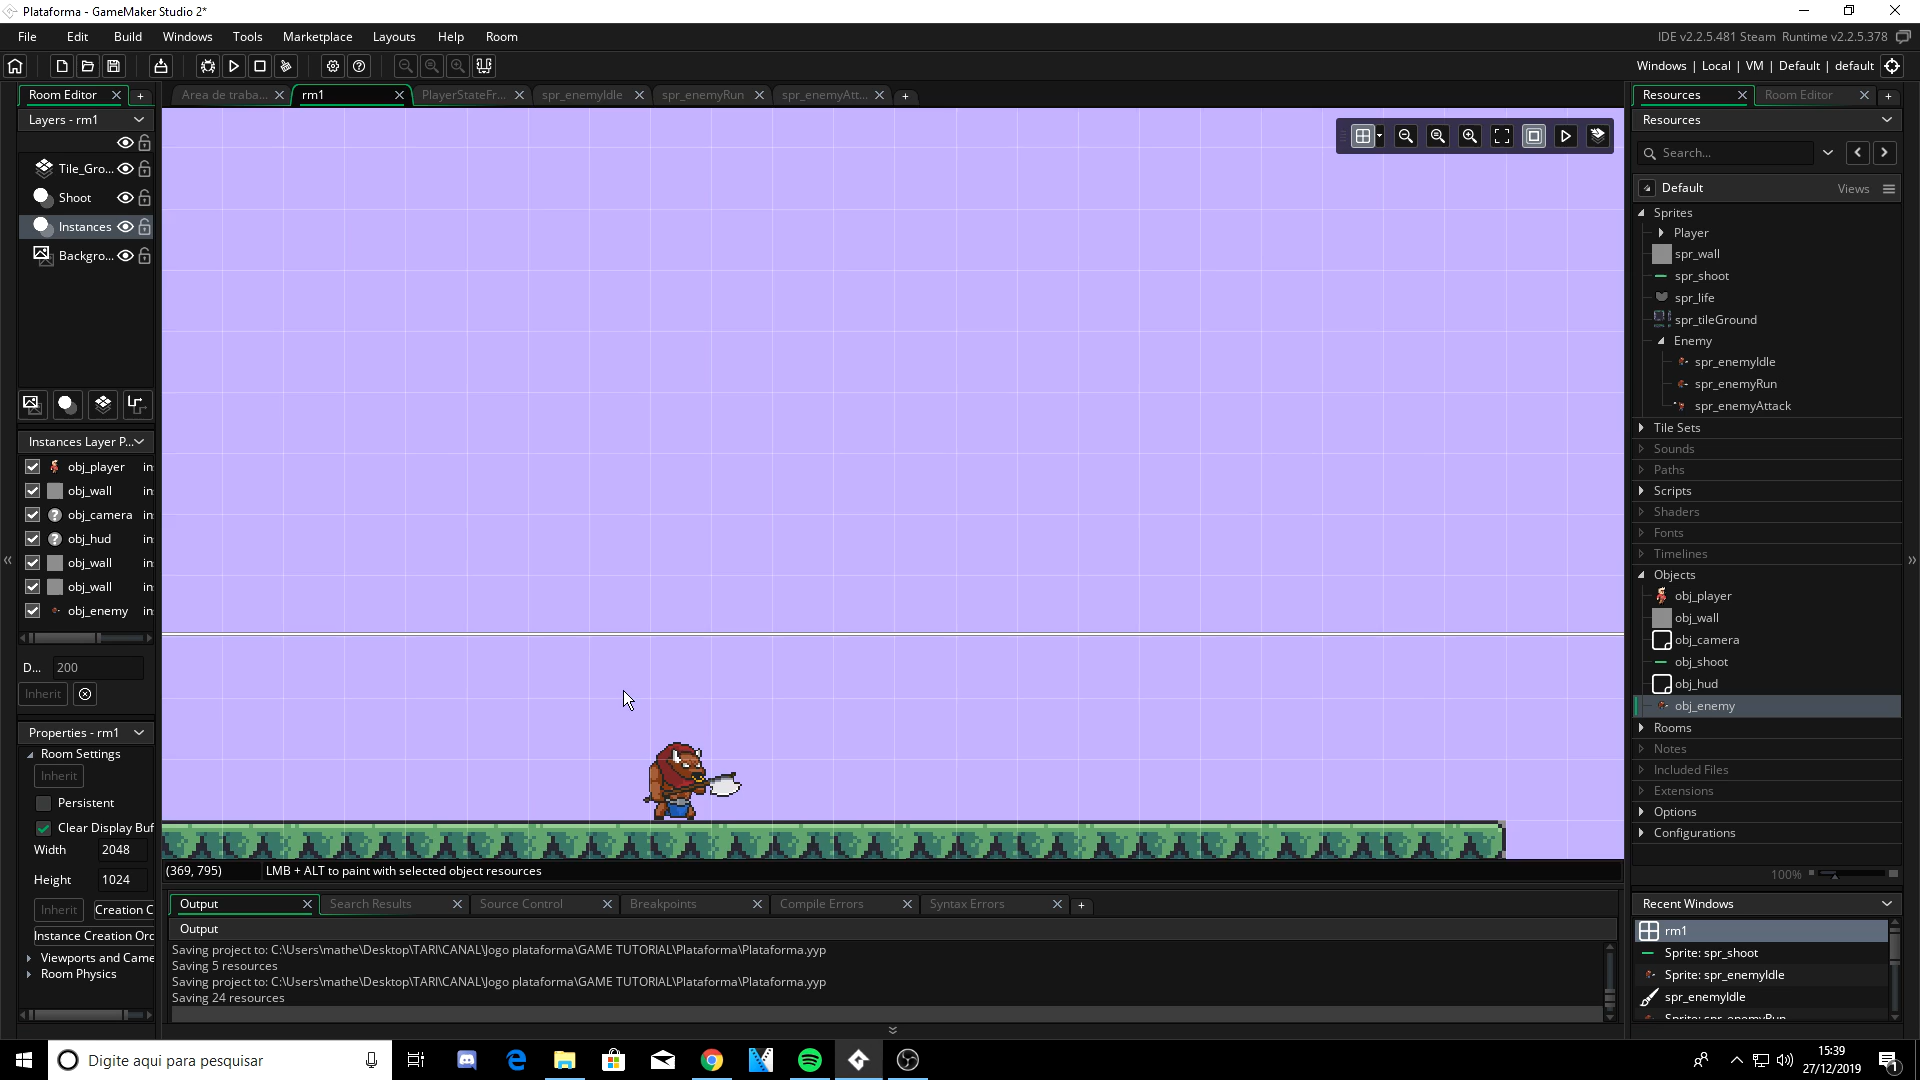 Plataforma - GameMaker Studio 2*
File Edit Build Windows Tools Marketplace Layouts Help Room
IDE v2.2.5.481 Steam Runtime v2.2.5.378
Windows | Local | VM | Default | default
Room Editor
Area de traba...
rm1
PlayerStateFr...
spr_enemyIdle
spr_enemyRun
spr_enemyAtt...
Resources
Room Editor
Layers - rm1
Tile_Gro...
Shoot
Instances
Backgro...
Instances Layer P...
obj_player in
obj_wall in
obj_camera in
obj_hud in
obj_wall in
obj_wall in
obj_enemy in
D... 200
Inherit
Properties - rm1
Room Settings
Inherit
Persistent
Clear Display Buf
Width 2048
Height 1024
Inherit Creation C
Instance Creation Orc
Viewports and Came
Room Physics
(369, 795) LMB + ALT to paint with selected object resources
Output
Search Results
Source Control
Breakpoints
Compile Errors
Syntax Errors
Output
Saving project to: C:\Users\mathe\Desktop\TARI\CANAL\Jogo plataforma\GAME TUTORIAL\Plataforma\Plataforma.yyp
Saving 5 resources
Saving project to: C:\Users\mathe\Desktop\TARI\CANAL\Jogo plataforma\GAME TUTORIAL\Plataforma\Plataforma.yyp
Saving 24 resources
Resources
Search...
Default Views
Sprites
Player
spr_wall
spr_shoot
spr_life
spr_tileGround
Enemy
spr_enemyIdle
spr_enemyRun
spr_enemyAttack
Tile Sets
Sounds
Paths
Scripts
Shaders
Fonts
Timelines
Objects
obj_player
obj_wall
obj_camera
obj_shoot
obj_hud
obj_enemy
Rooms
Notes
Included Files
Extensions
Options
Configurations
100%
Recent Windows
rm1
Sprite: spr_shoot
Sprite: spr_enemyIdle
spr_enemyIdle
Sprite: spr_enemyRun
Digite aqui para pesquisar
15:39
27/12/2019
1